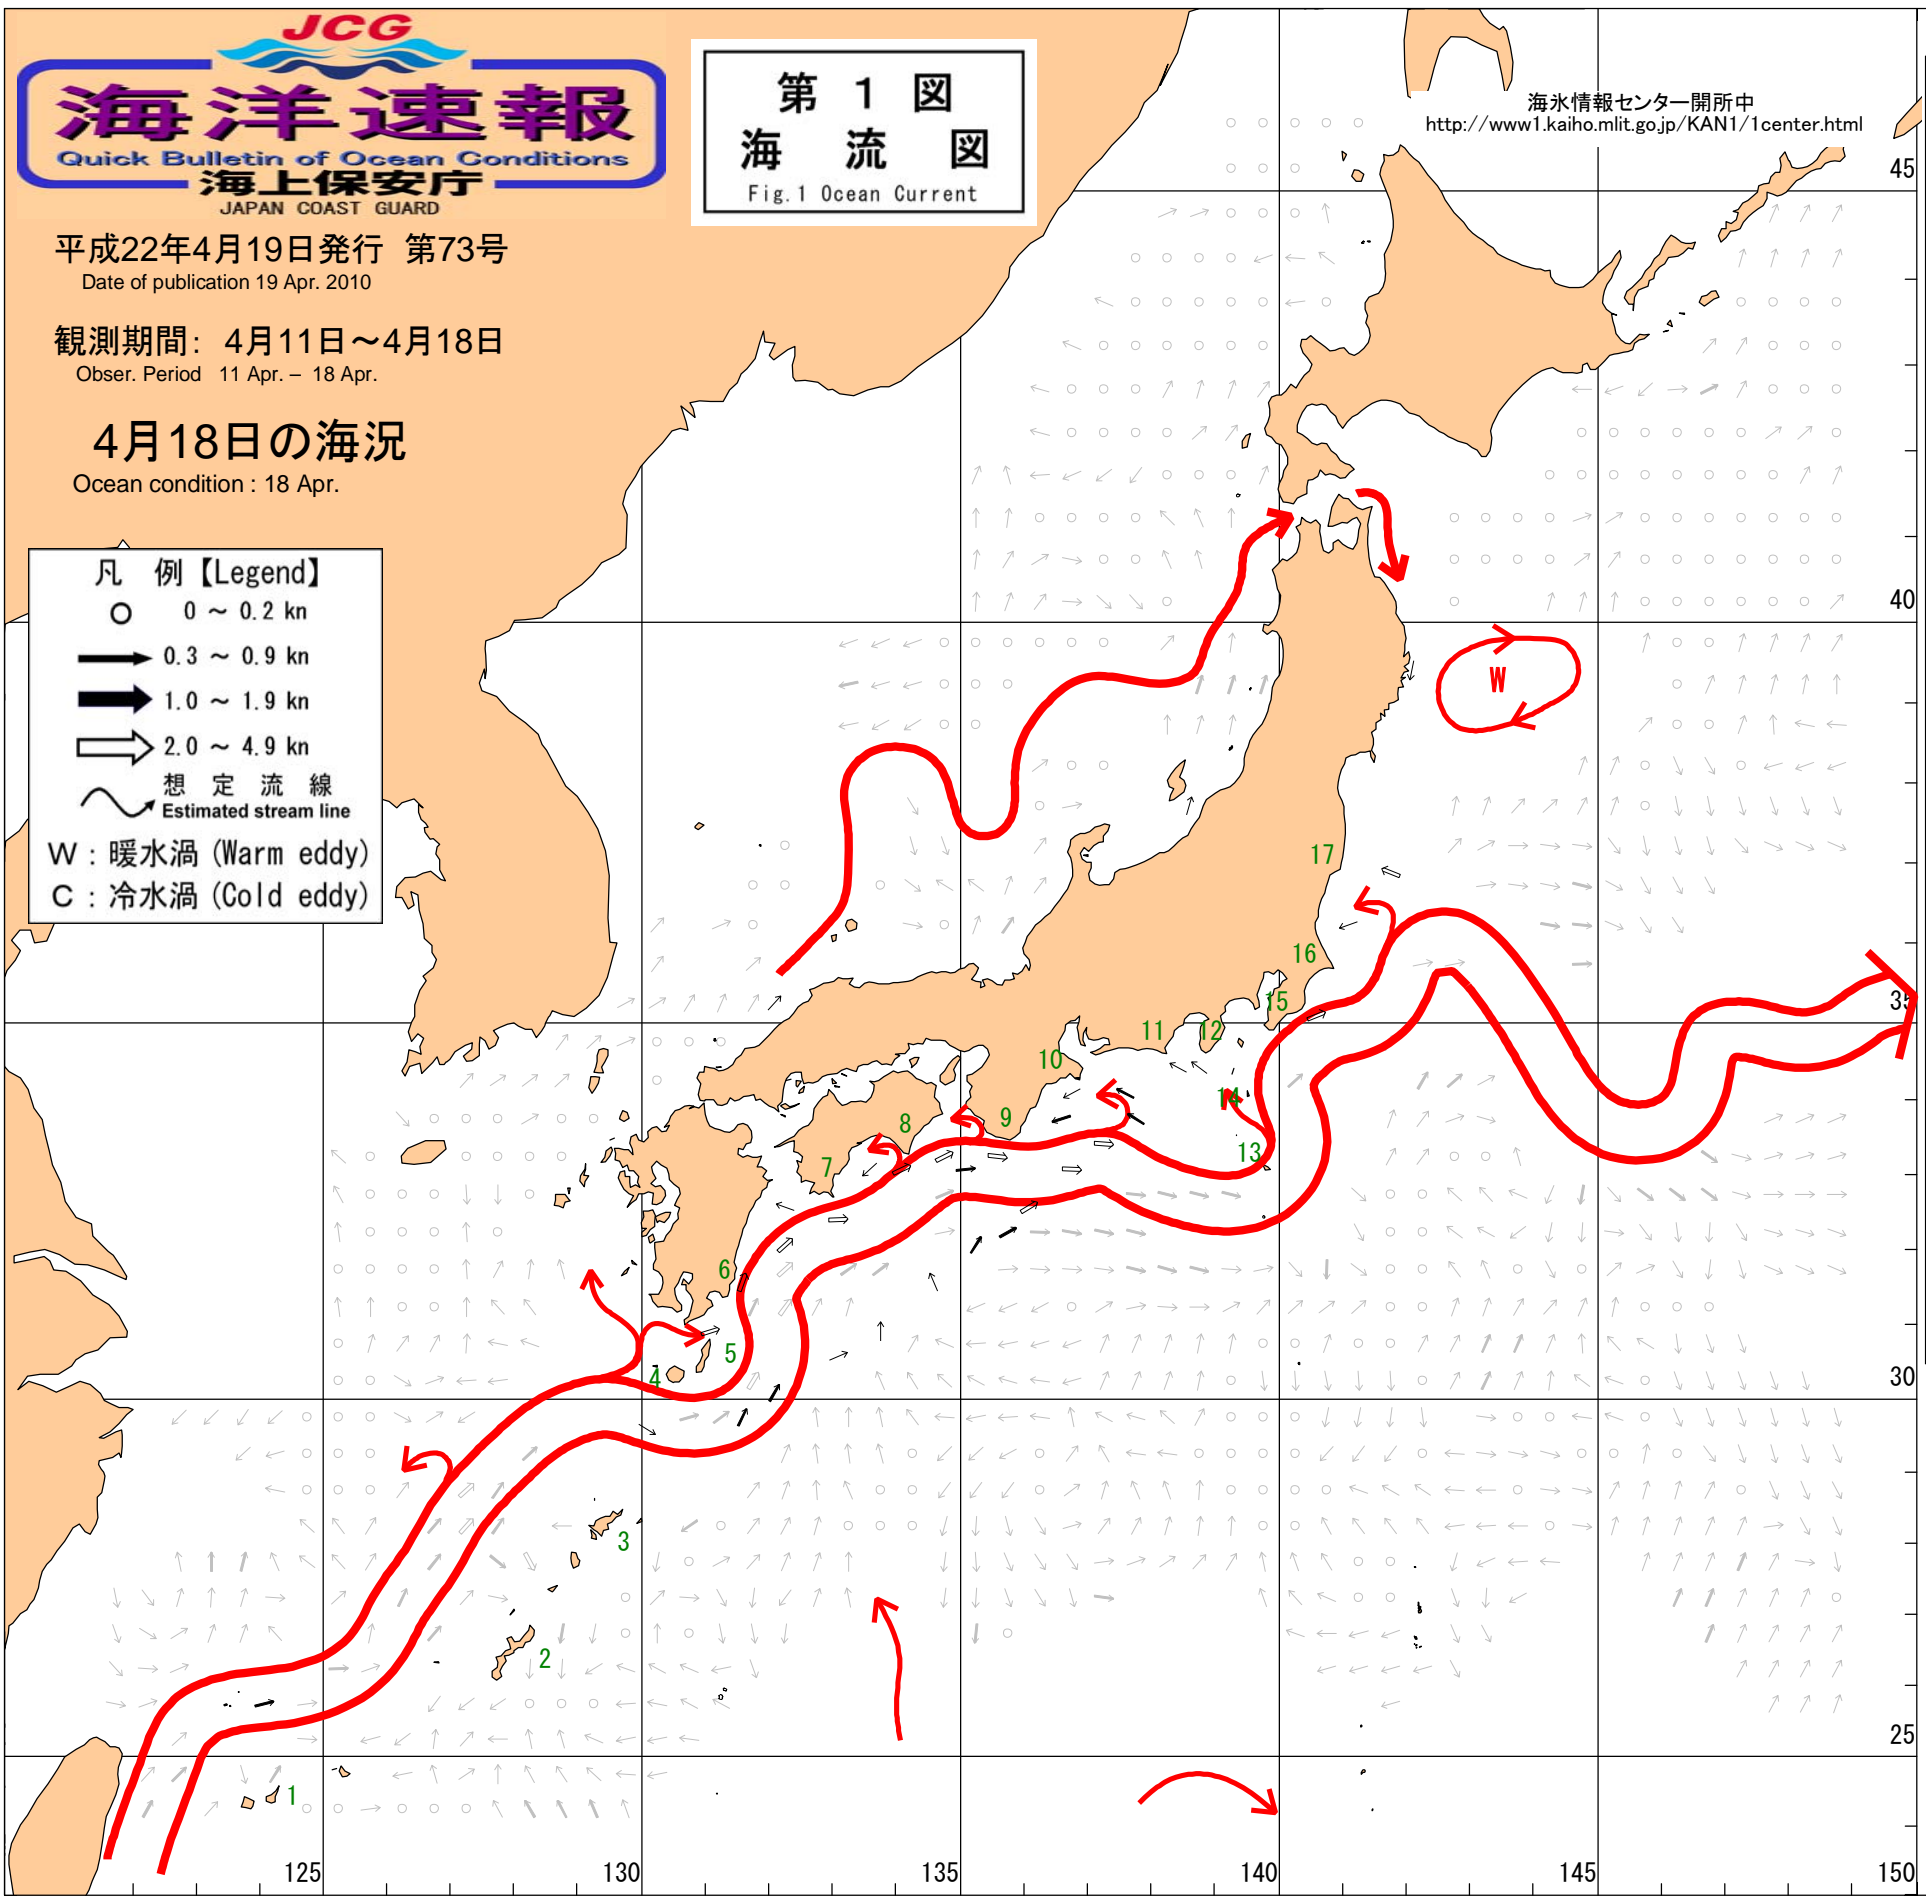 JCG
海洋速報
Quick Bulletin of Ocean Conditions
海上保安庁
JAPAN COAST GUARD
第 1 図
海 流 図
Fig.1 Ocean Current
海氷情報センター開所中
http://www1.kaiho.mlit.go.jp/KAN1/1center.html
平成22年4月19日発行 第73号
Date of publication 19 Apr. 2010
観測期間: 4月11日～4月18日
Obser. Period 11 Apr. – 18 Apr.
4月18日の海況
Ocean condition : 18 Apr.
凡 例【Legend】
0 ～ 0.2 kn
0.3 ～ 0.9 kn
1.0 ～ 1.9 kn
2.0 ～ 4.9 kn
想 定 流 線
Estimated stream line
W : 暖水渦 (Warm eddy)
C : 冷水渦 (Cold eddy)
45
40
W
17
16
35
15
12
11
10
14
9
8
13
7
6
5
4
30
3
2
25
1
125
130
135
140
145
150